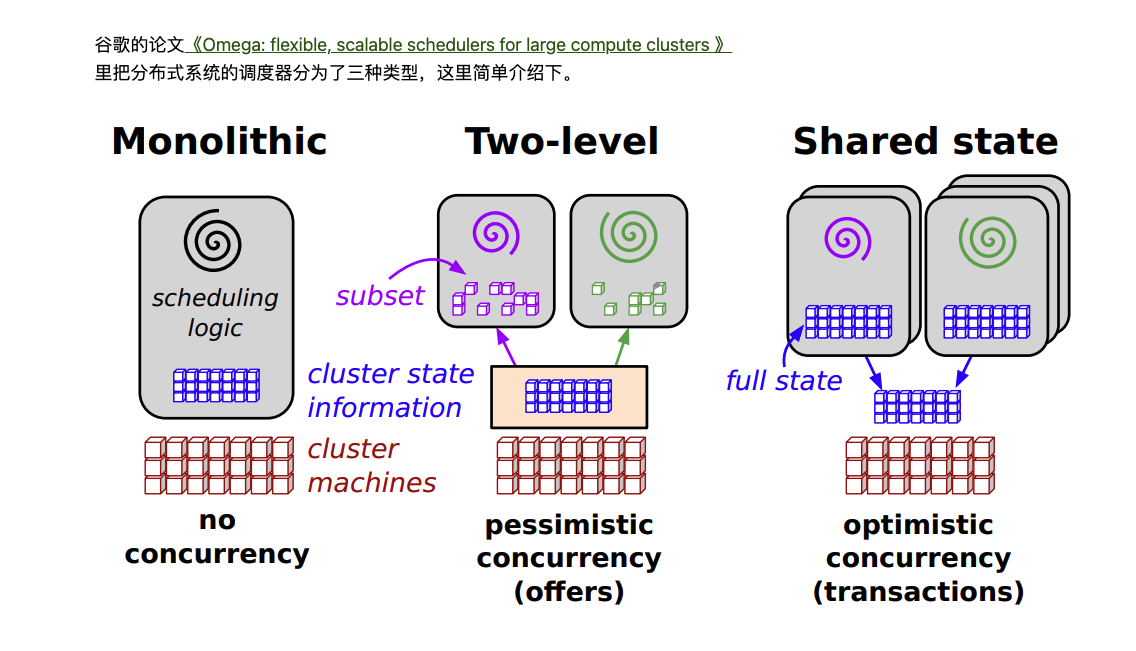 谷歌的论文《Omega: flexible, scalable schedulers for large compute clusters 》
里把分布式系统的调度器分为了三种类型，这里简单介绍下。
Monolithic
Two-level
Shared state
scheduling
logic
subset
full state
cluster state
information
cluster
machines
no
concurrency
pessimistic
concurrency
(offers)
optimistic
concurrency
(transactions)